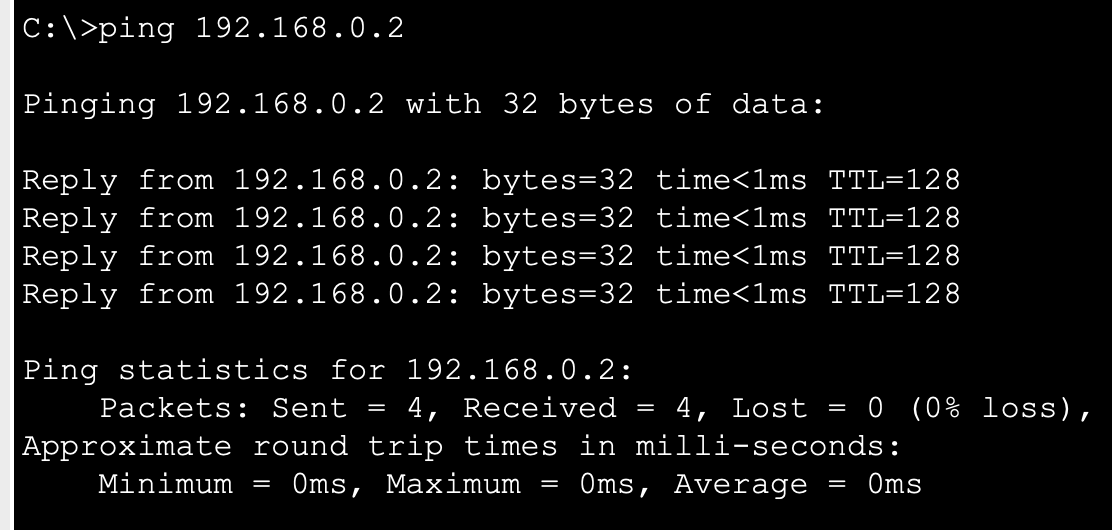 C:\>ping 192.168.0.2
Pinging 192.168.0.2 with 32 bytes of data:
Reply from 192.168.0.2: bytes=32 time<1ms TTL=128
Reply from 192.168.0.2: bytes=32 time<1ms TTL=128
Reply from 192.168.0.2: bytes=32 time<1ms TTL=128
Reply from 192.168.0.2: bytes=32 time<1ms TTL=128
Ping statistics for 192.168.0.2:
    Packets: Sent = 4, Received = 4, Lost = 0 (0% loss),
Approximate round trip times in milli-seconds:
    Minimum = 0ms, Maximum = 0ms, Average = 0ms